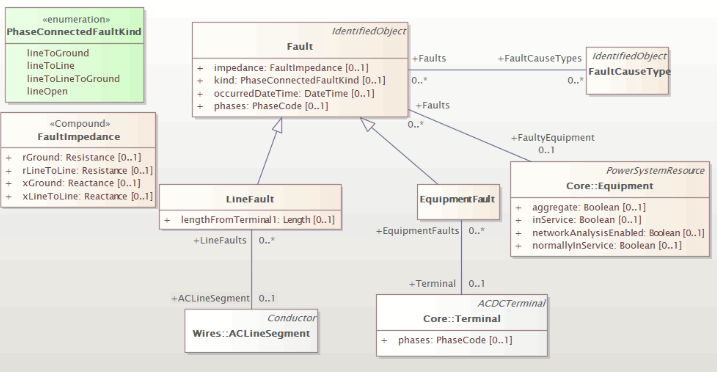 «enumeration»
PhaseConnectedFaultKind
lineToGround
lineToLine
lineToLineToGround
lineOpen
IdentifiedObject
Fault
+ impedance: FaultImpedance [0..1]
+ kind: PhaseConnectedFaultKind [0..1]
+ occurredDateTime: DateTime [0..1]
+ phases: PhaseCode [0..1]
+Faults
0..*
+FaultCauseTypes
0..*
IdentifiedObject
FaultCauseType
+Faults
0..*
+FaultyEquipment
0..1
«Compound»
FaultImpedance
+ rGround: Resistance [0..1]
+ rLineToLine: Resistance [0..1]
+ xGround: Reactance [0..1]
+ xLineToLine: Reactance [0..1]
PowerSystemResource
Core::Equipment
+ aggregate: Boolean [0..1]
+ inService: Boolean [0..1]
+ networkAnalysisEnabled: Boolean [0..1]
+ normallyInService: Boolean [0..1]
LineFault
+ lengthFromTerminal1: Length [0..1]
EquipmentFault
+LineFaults 0..*
+EquipmentFaults 0..*
+ACLineSegment 0..1
+Terminal 0..1
Conductor
Wires::ACLineSegment
ACDCTerminal
Core::Terminal
+ phases: PhaseCode [0..1]